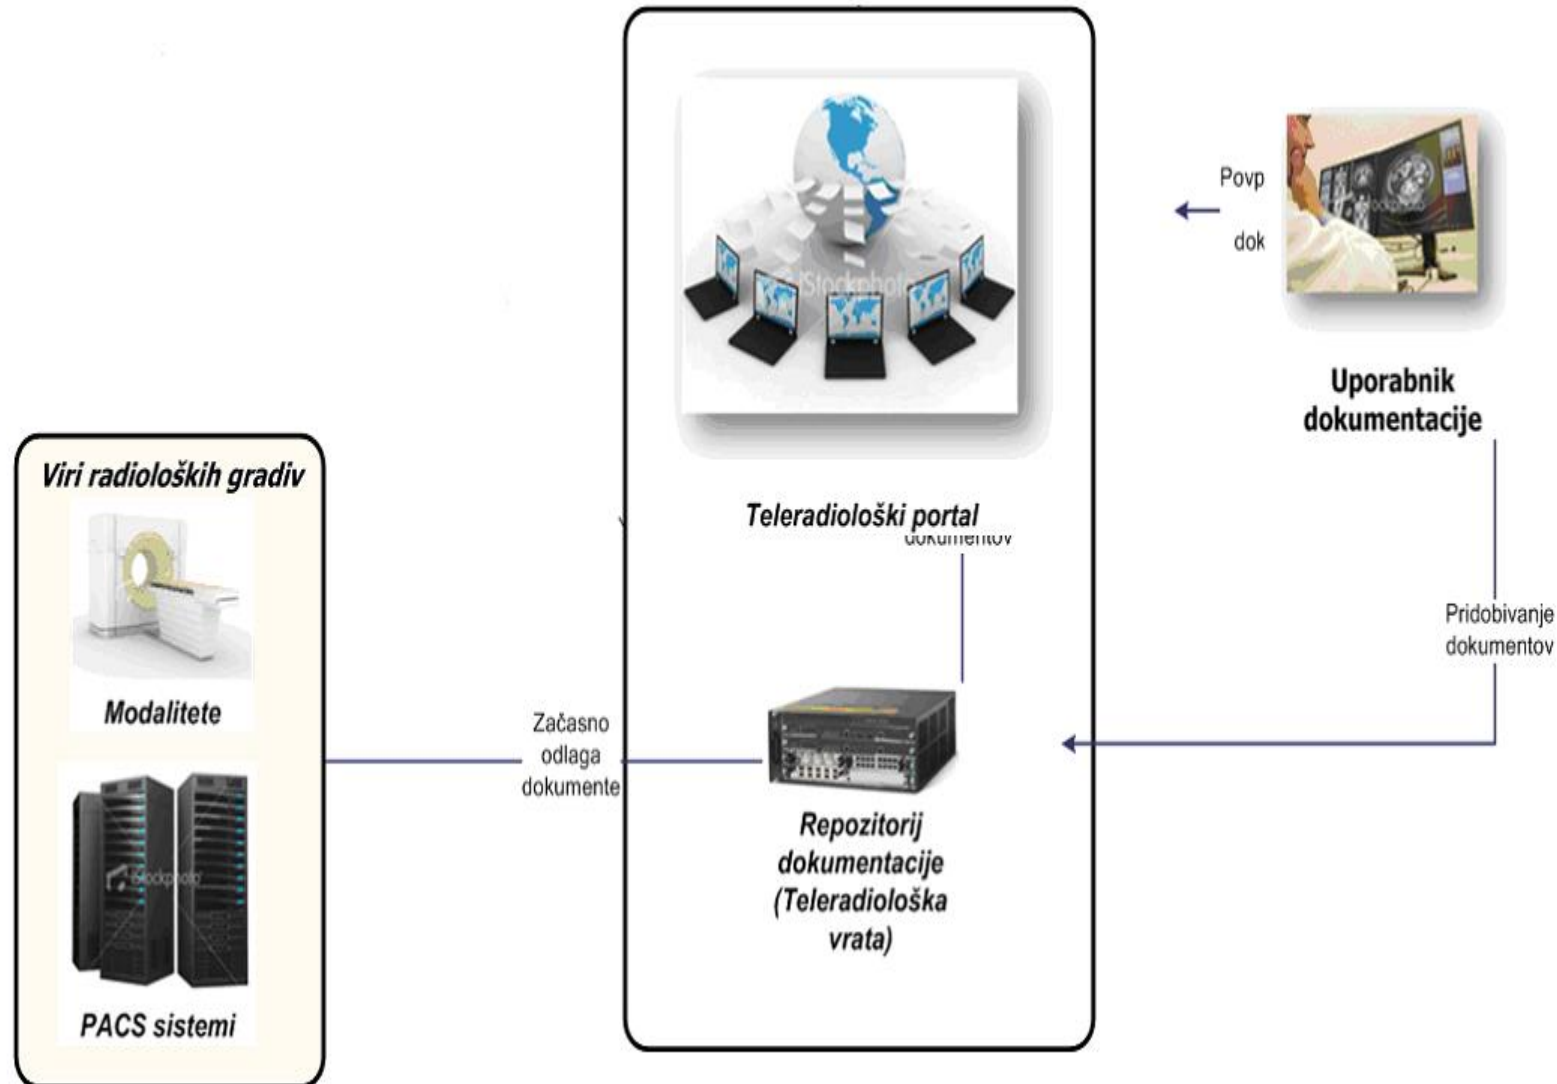 Viri radioloških gradiv
Modalitete
PACS sistemi
Začasno
odlaga
dokumente
iStockphoto
Teleradiološki portal
dokumentov
Repozitorij
dokumentacije
(Teleradiološka
vrata)
Povp
dok
Uporabnik
dokumentacije
Pridobivanje
dokumentov